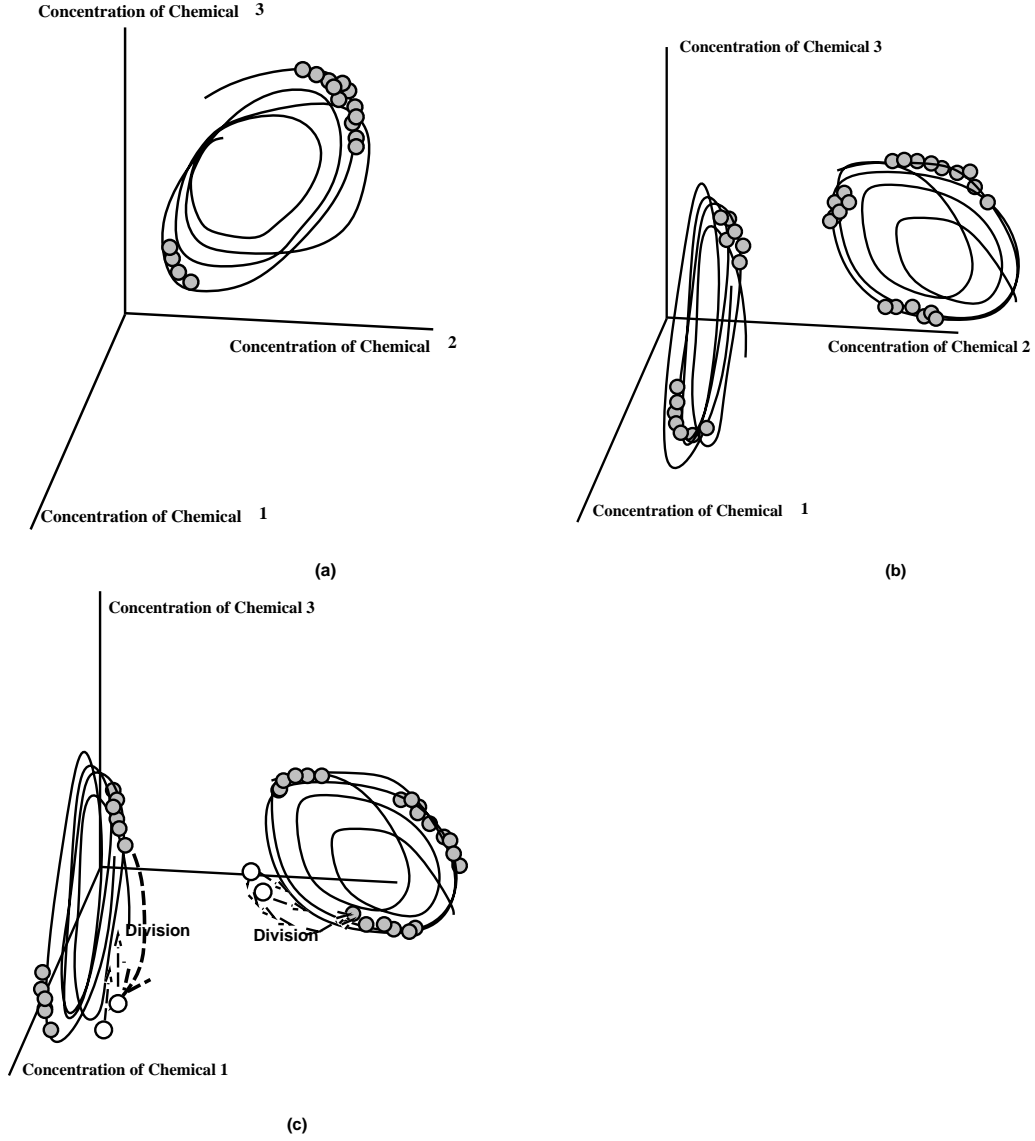 Concentration of Chemical 3
Concentration of Chemical 2
Concentration of Chemical 1
(a)
Concentration of Chemical 3
Concentration of Chemical 2
Concentration of Chemical 1
(b)
Concentration of Chemical 3
Division
Division
Concentration of Chemical 1
(c)